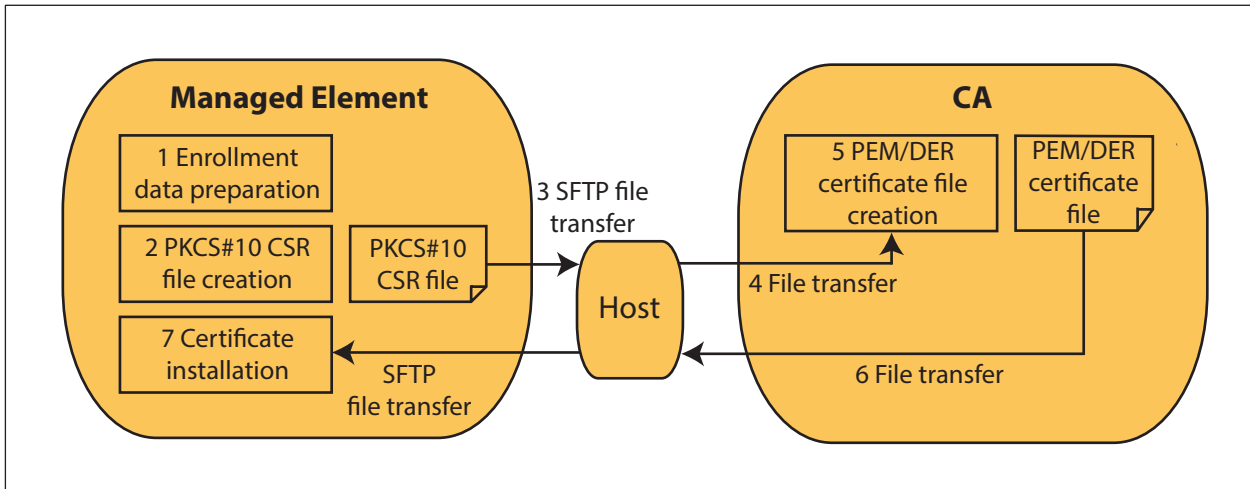 Managed Element
1 Enrollment
data preparation
2 PKCS#10 CSR
file creation
PKCS#10
CSR file
7 Certificate
installation
3 SFTP file
transfer
Host
SFTP
file transfer
CA
5 PEM/DER
certificate file
creation
PEM/DER
certificate
file
4 File transfer
6 File transfer